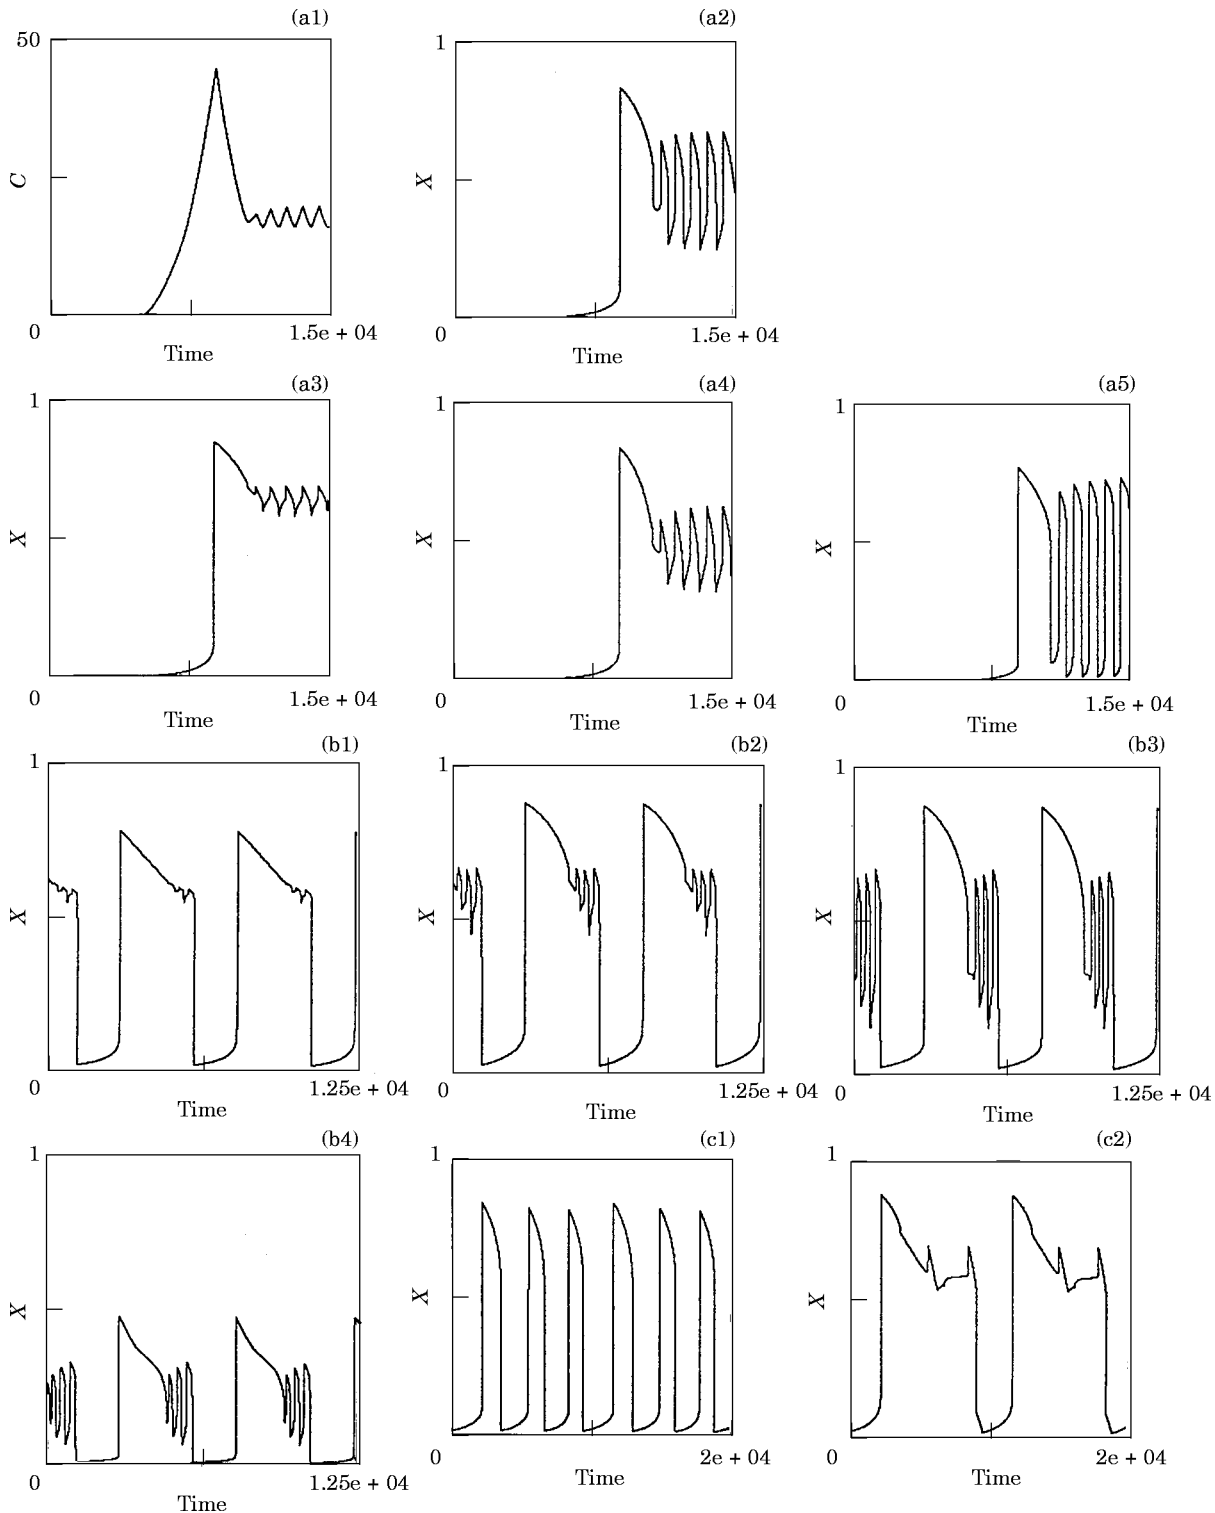 (a1)
50
C
0
1.5e + 04
Time
(a2)
1
X
0
1.5e + 04
Time
(a3)
1
X
0
1.5e + 04
Time
(a4)
1
X
0
1.5e + 04
Time
(a5)
1
X
0
1.5e + 04
Time
(b1)
1
X
0
1.25e + 04
Time
(b2)
1
X
0
1.25e + 04
Time
(b3)
1
X
0
1.25e + 04
Time
(b4)
1
X
0
1.25e + 04
Time
(c1)
1
X
0
2e + 04
Time
(c2)
1
X
0
2e + 04
Time